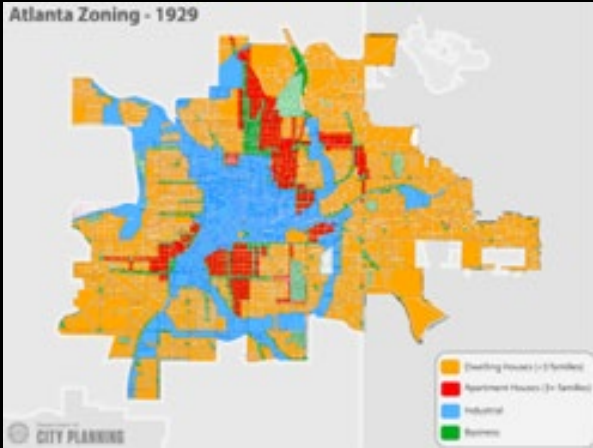 Atlanta Zoning - 1929
Dwelling Houses (<3 families)
Apartment Houses (3+ families)
Industrial
Business
CITY PLANNING